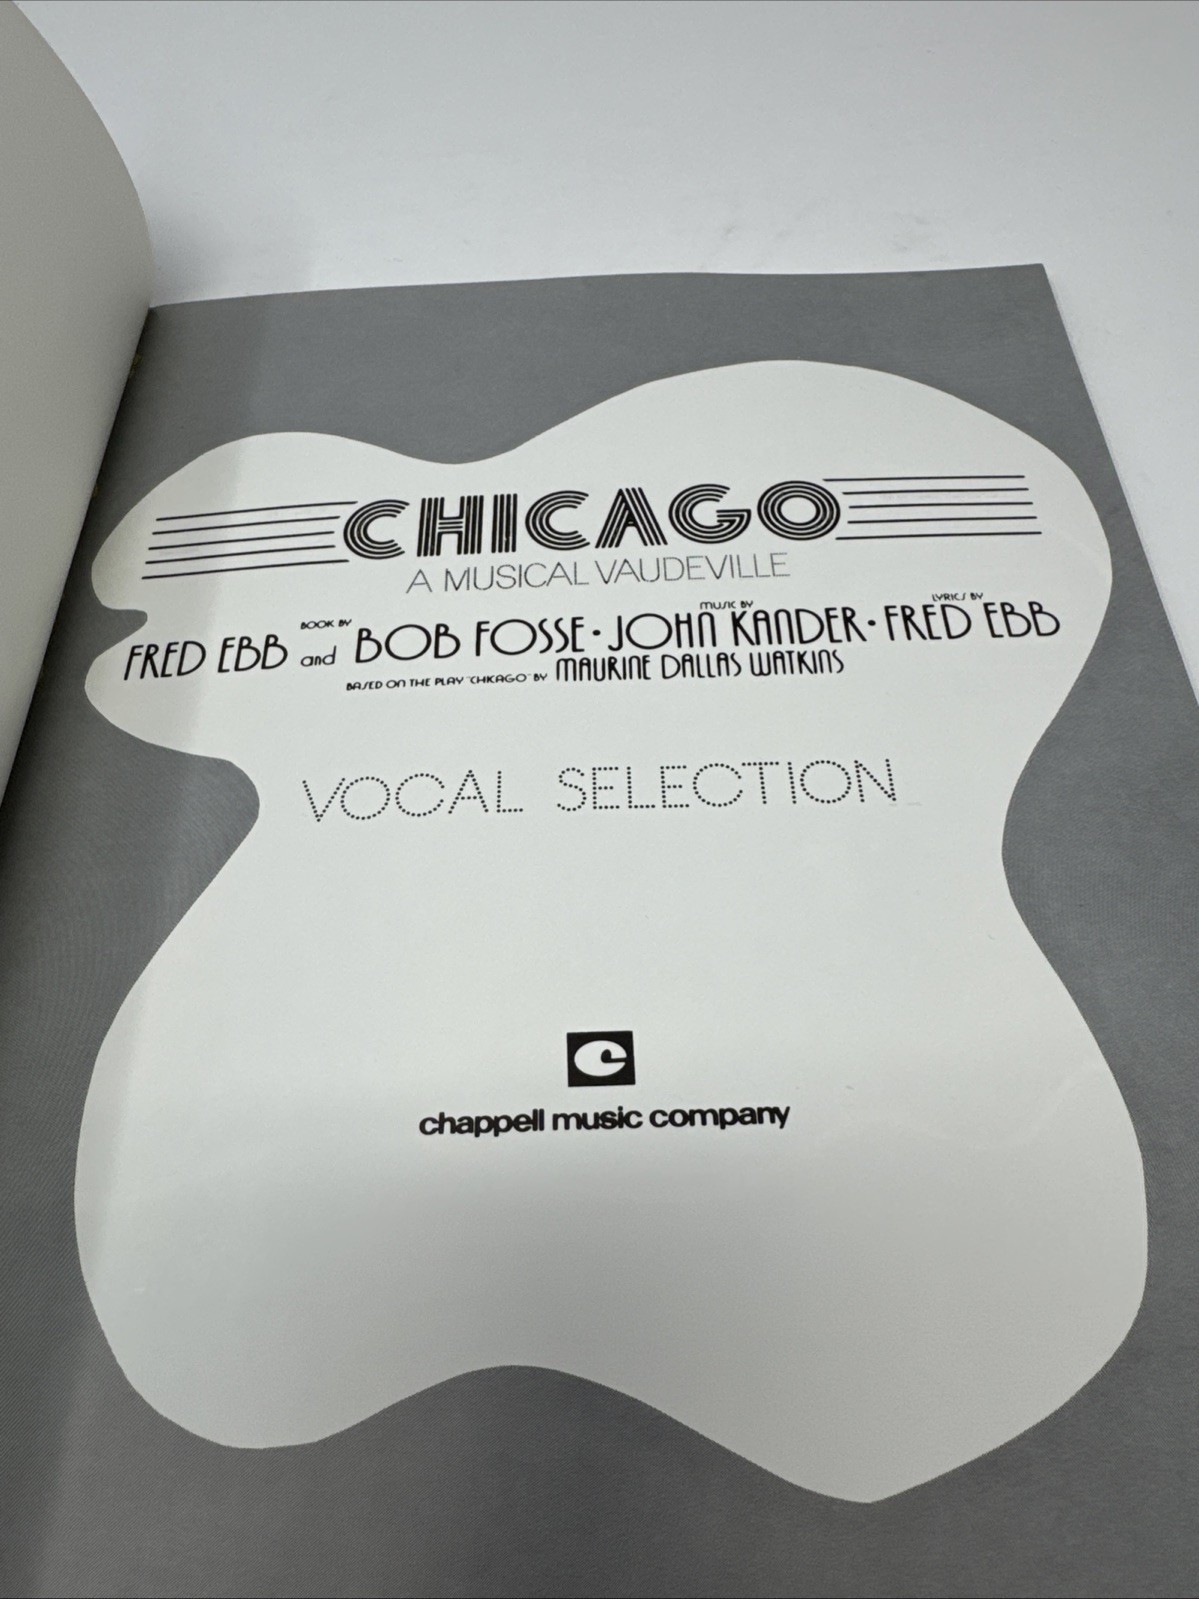 CHICAGO
A MUSICAL VAUDEVILLE
BOOK BY MUSIC BY LYRICS BY
FRED EBB and BOB FOSSE · JOHN KANDER · FRED EBB
BASED ON THE PLAY "CHICAGO" BY MAURINE DALLAS WATKINS
VOCAL SELECTION
c
chappell music company